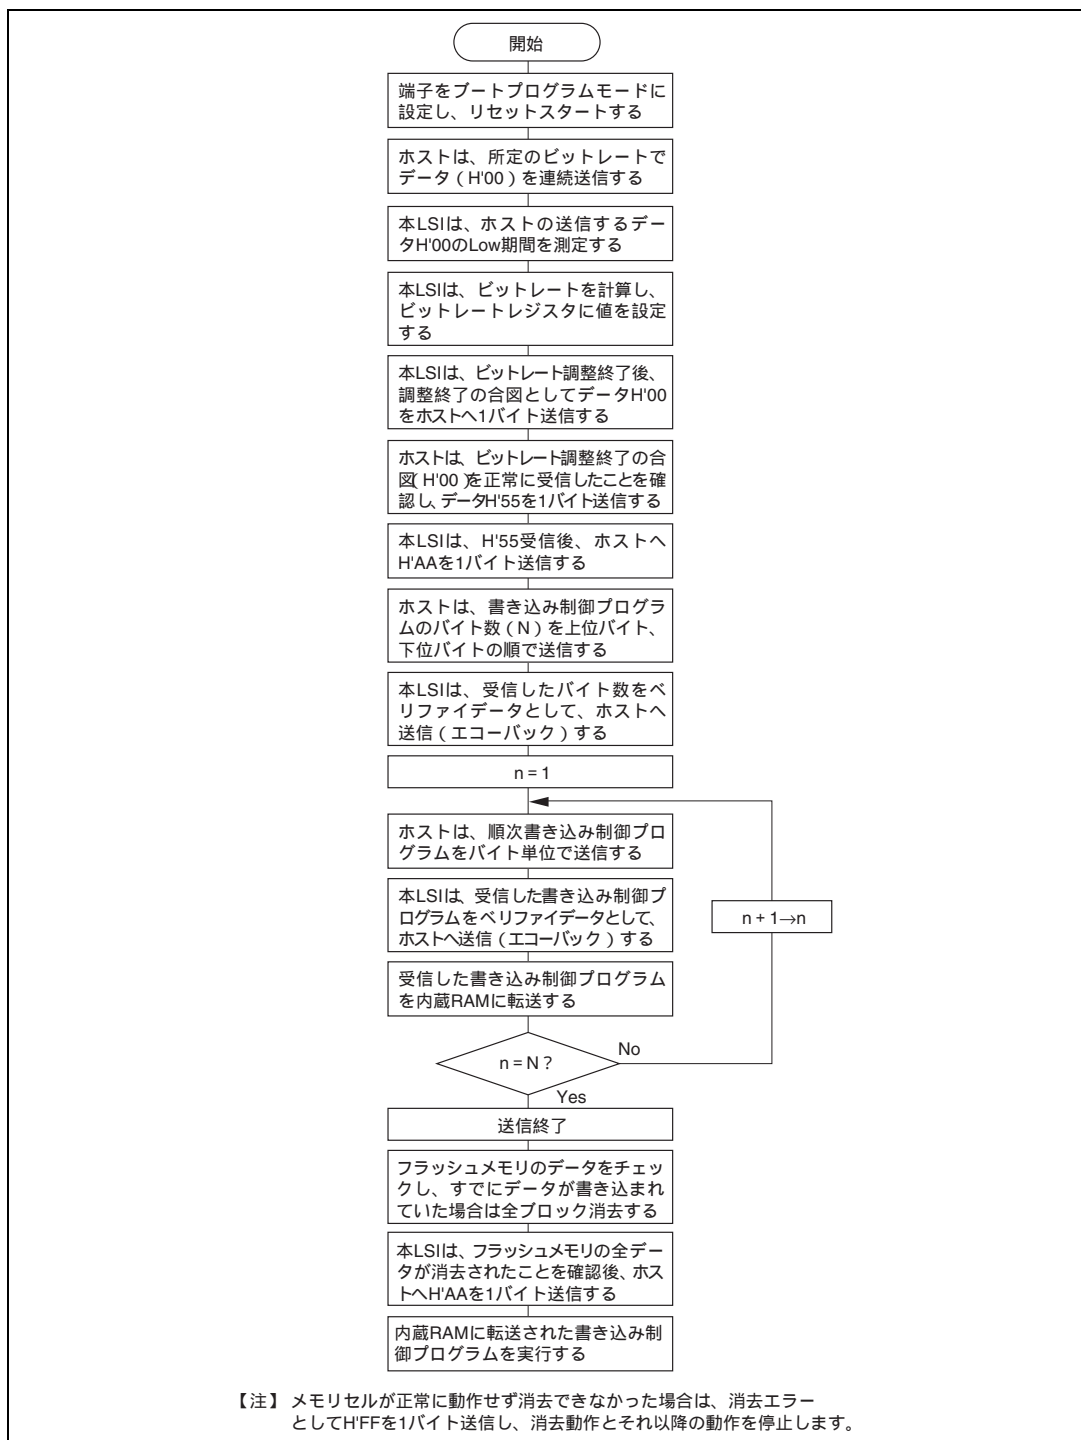 開始
端子をブートプログラムモードに
設定し、リセットスタートする
ホストは、所定のビットレートで
データ（H'00）を連続送信する
本LSIは、ホストの送信するデー
タH'00のLow期間を測定する
本LSIは、ビットレートを計算し、
ビットレートレジスタに値を設定
する
本LSIは、ビットレート調整終了後、
調整終了の合図としてデータH'00
をホストへ1バイト送信する
ホストは、ビットレート調整終了の合
図（H'00）を正常に受信したことを確
認し、データH'55を1バイト送信する
本LSIは、H'55受信後、ホストへ
H'AAを1バイト送信する
ホストは、書き込み制御プログラ
ムのバイト数（N）を上位バイト、
下位バイトの順で送信する
本LSIは、受信したバイト数をベ
リファイデータとして、ホストへ
送信（エコーバック）する
n = 1
ホストは、順次書き込み制御プロ
グラムをバイト単位で送信する
本LSIは、受信した書き込み制御プ
ログラムをベリファイデータとして、
ホストへ送信（エコーバック）する
n + 1→n
受信した書き込み制御プログラム
を内蔵RAMに転送する
n = N ?
No
Yes
送信終了
フラッシュメモリのデータをチェッ
クし、すでにデータが書き込まれ
ていた場合は全ブロック消去する
本LSIは、フラッシュメモリの全デー
タが消去されたことを確認後、ホス
トへH'AAを1バイト送信する
内蔵RAMに転送された書き込み制
御プログラムを実行する
【注】 メモリセルが正常に動作せず消去できなかった場合は、消去エラー
としてH'FFを1バイト送信し、消去動作とそれ以降の動作を停止します。